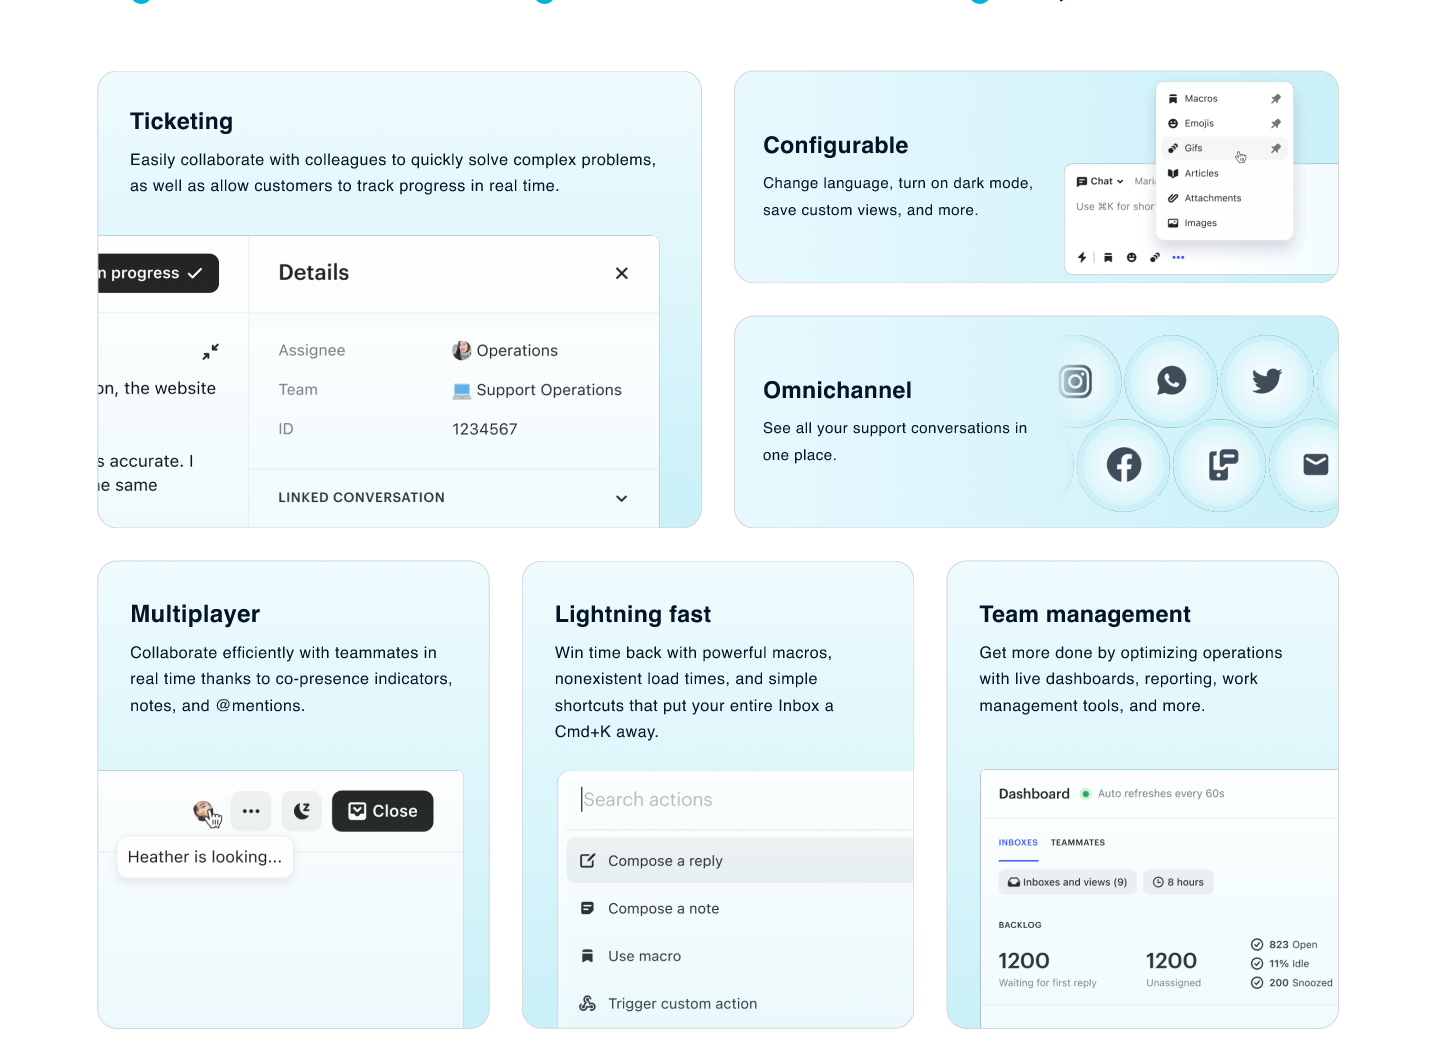 Ticketing
Easily collaborate with colleagues to quickly solve complex problems,
as well as allow customers to track progress in real time.
n progress
Details
Assignee
Operations
on, the website
Team
Support Operations
ID
1234567
s accurate. I
e same
LINKED CONVERSATION
Configurable
Change language, turn on dark mode,
save custom views, and more.
Macros
Emojis
Gifs
Articles
Attachments
Images
Chat
Maria
Use ⌘K for shor
Omnichannel
See all your support conversations in
one place.
Multiplayer
Collaborate efficiently with teammates in
real time thanks to co-presence indicators,
notes, and @mentions.
Close
Heather is looking...
Lightning fast
Win time back with powerful macros,
nonexistent load times, and simple
shortcuts that put your entire Inbox a
Cmd+K away.
Search actions
Compose a reply
Compose a note
Use macro
Trigger custom action
Team management
Get more done by optimizing operations
with live dashboards, reporting, work
management tools, and more.
Dashboard Auto refreshes every 60s
INBOXES TEAMMATES
Inboxes and views (9) 8 hours
BACKLOG
1200
Waiting for first reply
1200
Unassigned
823 Open
11% Idle
200 Snoozed